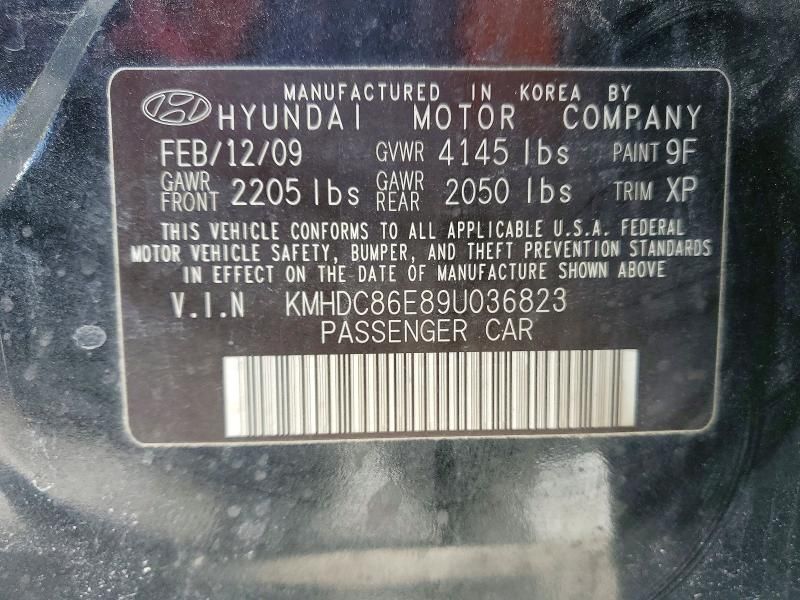 MANUFACTURED IN KOREA BY
HYUNDAI MOTOR COMPANY
FEB/12/09 GVWR 4145 lbs PAINT 9F
GAWR FRONT 2205 lbs GAWR REAR 2050 lbs TRIM XP
THIS VEHICLE CONFORMS TO ALL APPLICABLE U.S.A. FEDERAL
MOTOR VEHICLE SAFETY, BUMPER, AND THEFT PREVENTION STANDARDS
IN EFFECT ON THE DATE OF MANUFACTURE SHOWN ABOVE
V.I.N KMHDC86E89U036823
PASSENGER CAR